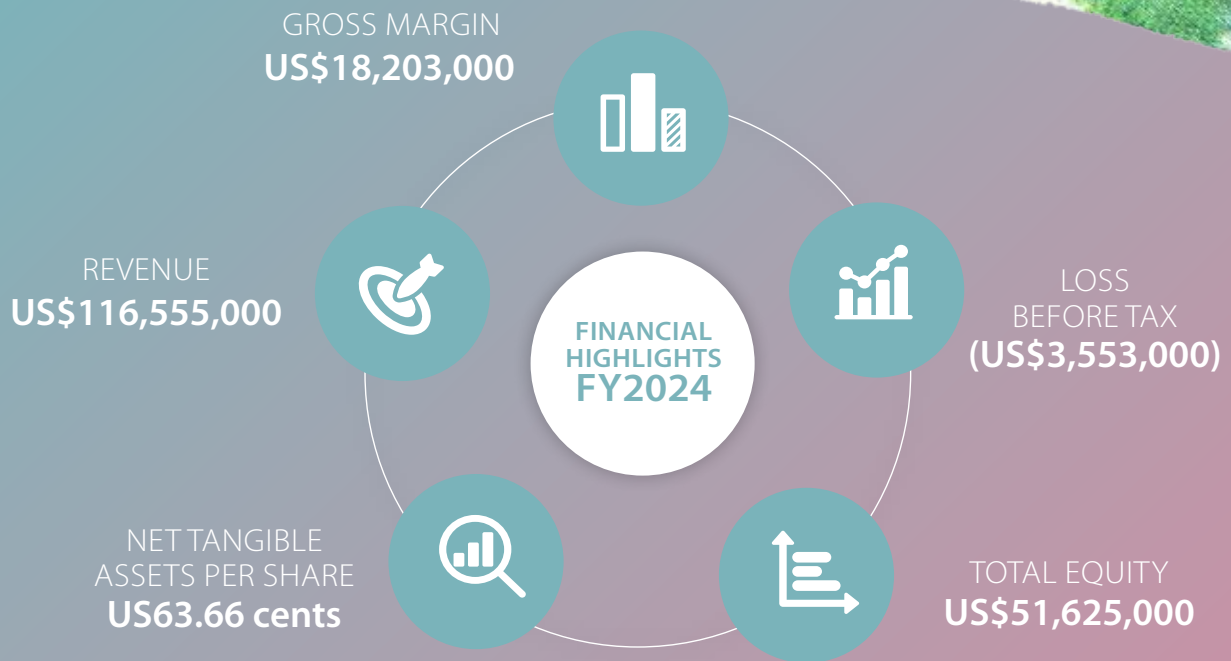 GROSS MARGIN
US$18,203,000
REVENUE
US$116,555,000
FINANCIAL
HIGHLIGHTS
FY2024
LOSS
BEFORE TAX
(US$3,553,000)
NET TANGIBLE
ASSETS PER SHARE
US63.66 cents
TOTAL EQUITY
US$51,625,000